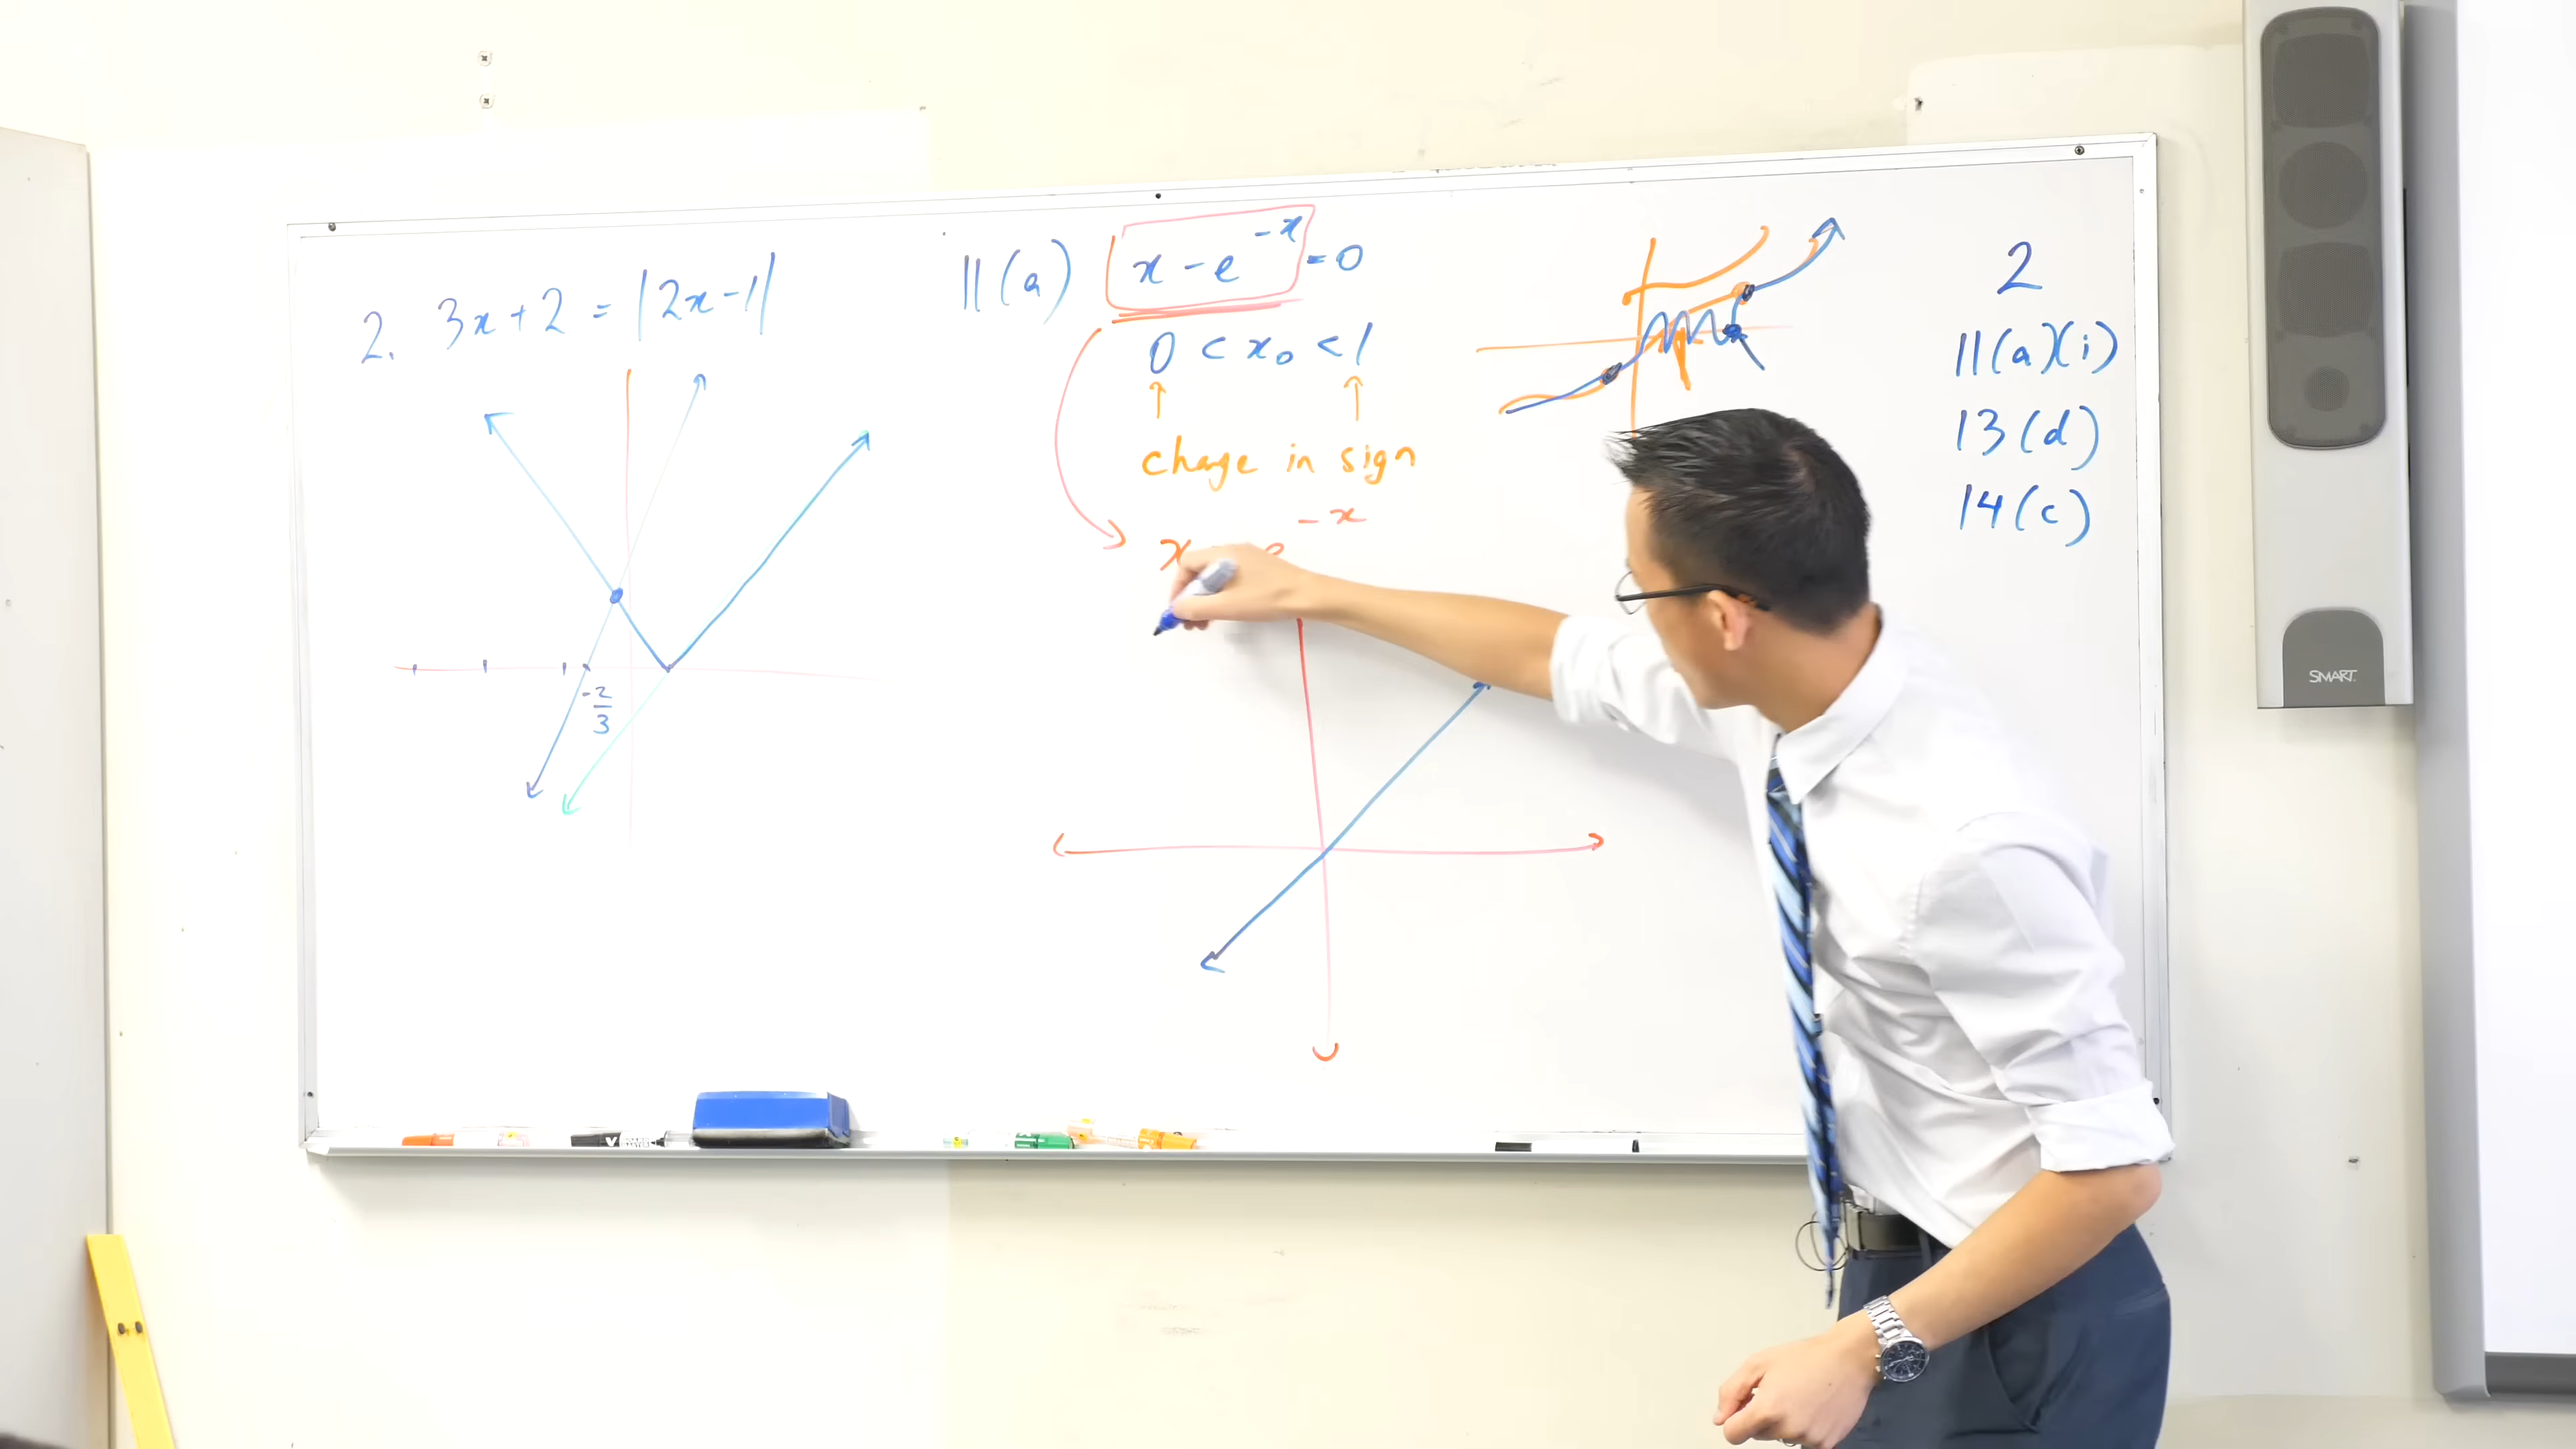 2. 3x+2 = |2x-1|
-2/3
11(a) x - e^-x = 0
0 < x₀ < 1
change in sign
x e^-x
2
11(a)(i)
13(d)
14(c)
SMART